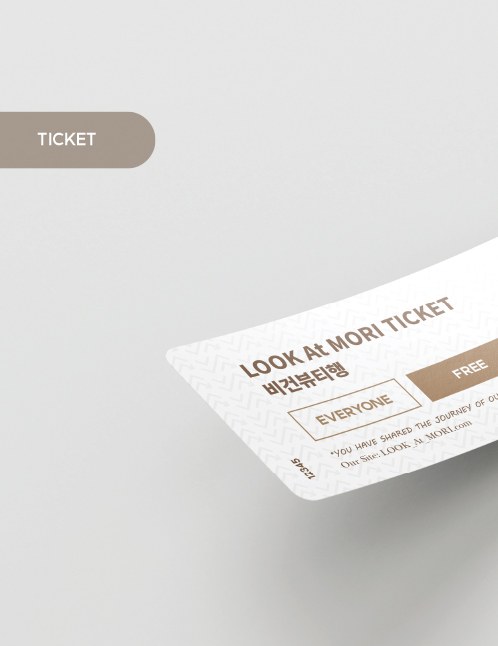 TICKET
LOOK At MORI TICKET
비건뷰티행
EVERYONE
FREE
"YOU HAVE SHARED THE JOURNEY OF OU
Our Site: LOOK_At_MORI.com
12345